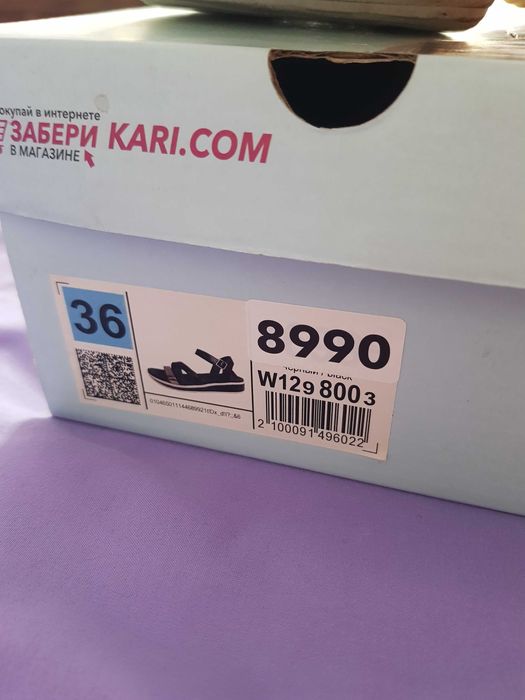 окупай в интернете
ЗАБЕРИ KARI.COM
В МАГАЗИНЕ
36
8990
W129 8003
2 100091 496022